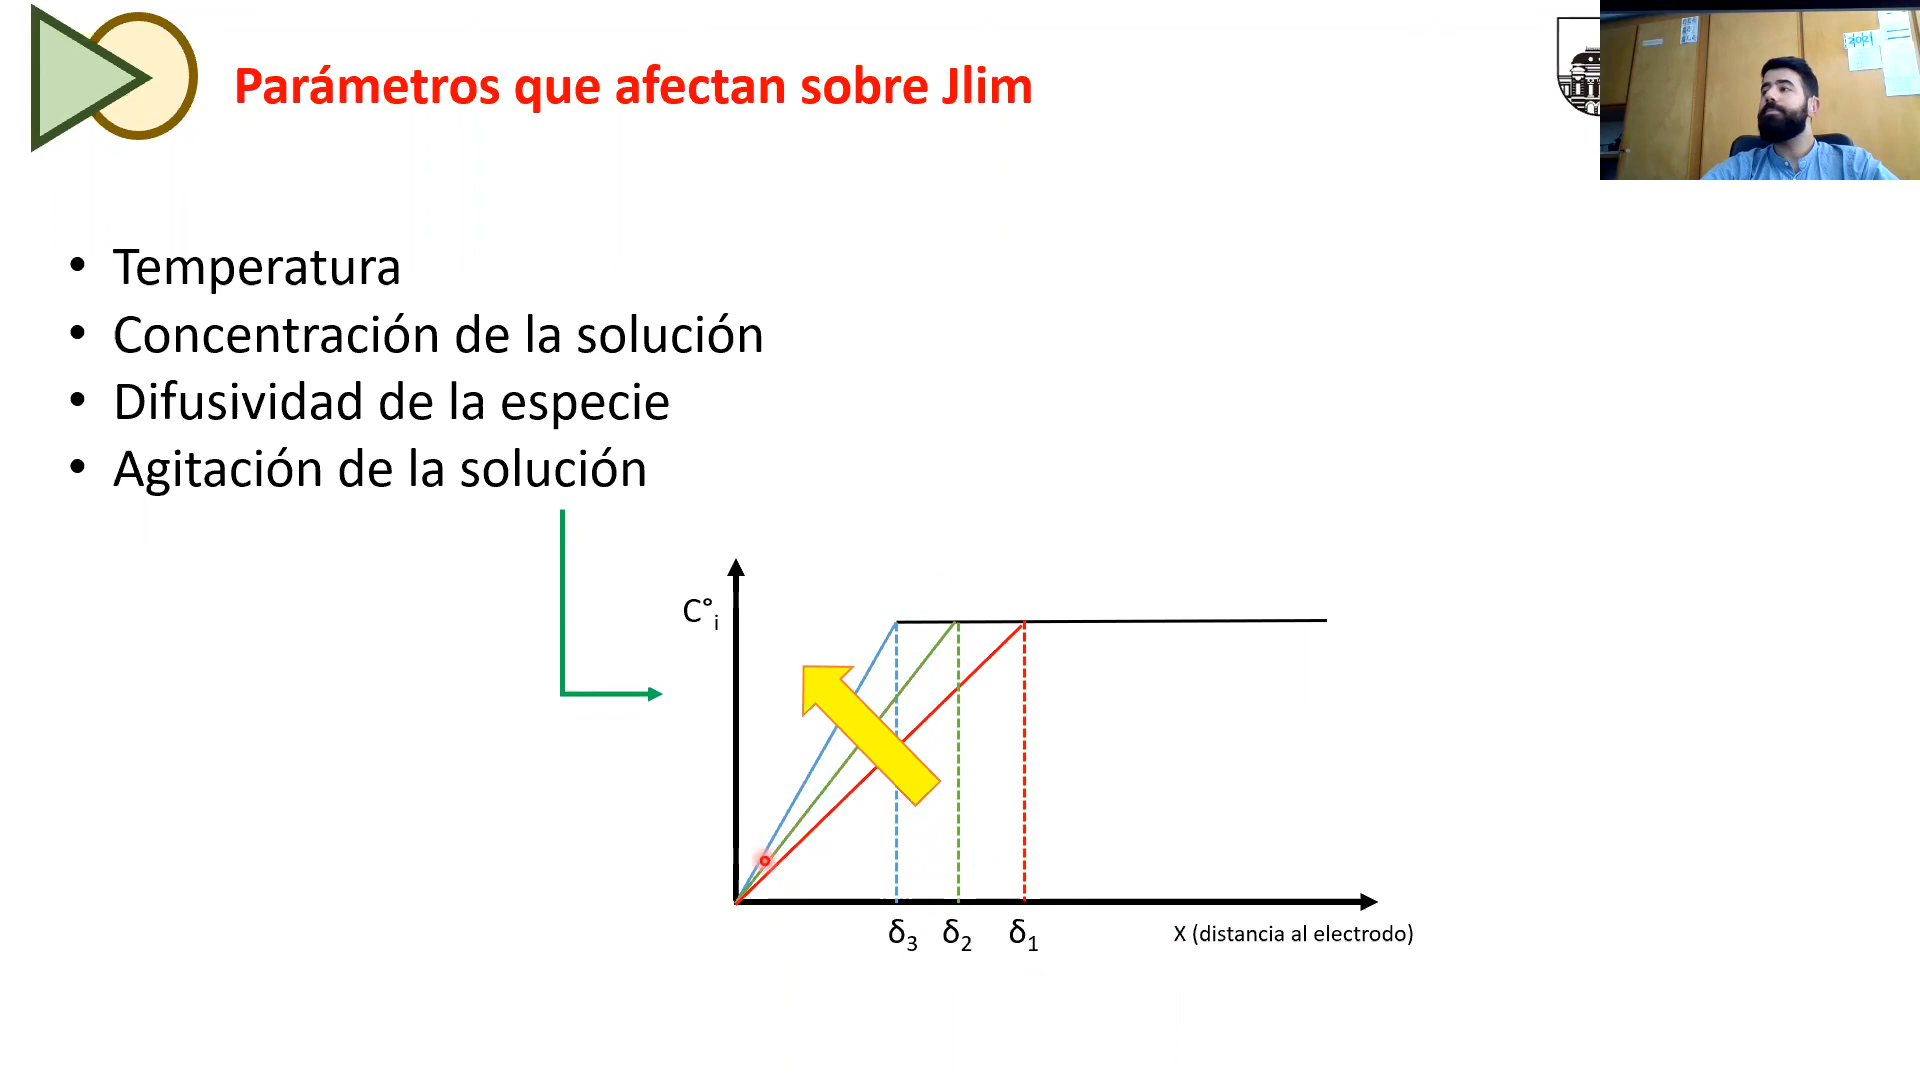 Parámetros que afectan sobre Jlim
2021
• Temperatura
• Concentración de la solución
• Difusividad de la especie
• Agitación de la solución
C°i
δ3 δ2 δ1
X (distancia al electrodo)